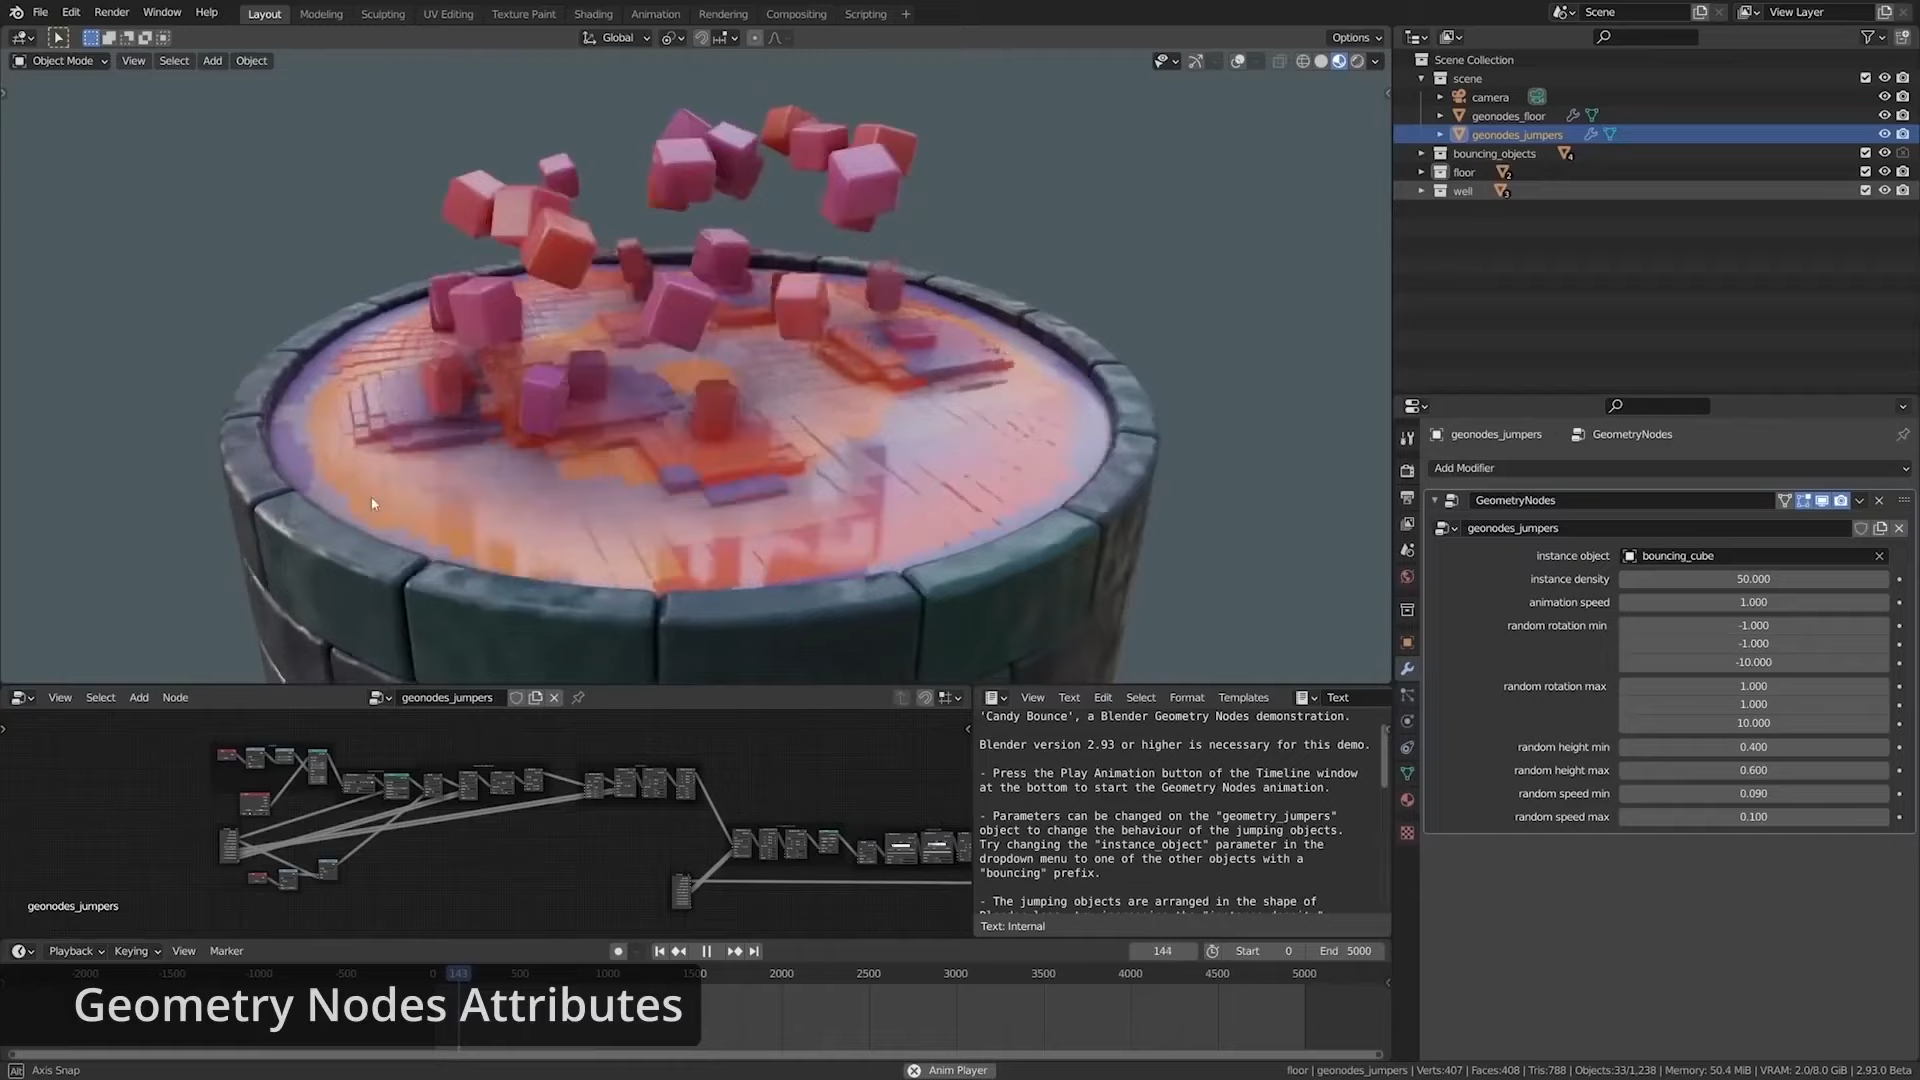 File Edit Render Window Help Layout Modeling Sculpting UV Editing Texture Paint Shading Animation Rendering Compositing Scripting + Scene View Layer
Global Options
Object Mode View Select Add Object
Scene Collection
scene
camera
geonodes_floor
geonodes_jumpers
bouncing_objects 4
floor 2
well 3
geonodes_jumpers GeometryNodes
Add Modifier
GeometryNodes
geonodes_jumpers
instance object bouncing_cube
instance density 50.000
animation speed 1.000
random rotation min -1.000
-1.000
-10.000
random rotation max 1.000
1.000
10.000
random height min 0.400
random height max 0.600
random speed min 0.090
random speed max 0.100
View Select Add Node geonodes_jumpers
geonodes_jumpers
View Text Edit Select Format Templates Text
'Candy Bounce', a Blender Geometry Nodes demonstration.
Blender version 2.93 or higher is necessary for this demo.
- Press the Play Animation button of the Timeline window
at the bottom to start the Geometry Nodes animation.
- Parameters can be changed on the "geometry_jumpers"
object to change the behaviour of the jumping objects.
Try changing the "instance_object" parameter in the
dropdown menu to one of the other objects with a
"bouncing" prefix.
- The jumping objects are arranged in the shape of
Text: Internal
Playback Keying View Marker 144 Start 0 End 5000
-2000 -1500 -1000 -500 0 143 500 1000 1500 2000 2500 3000 3500 4000 4500 5000
Geometry Nodes Attributes
Alt Axis Snap Anim Player floor | geonodes_jumpers | Verts:407 | Faces:408 | Tris:788 | Objects:33/1,238 | Memory: 50.4 MiB | VRAM: 2.0/8.0 GiB | 2.93.0 Beta